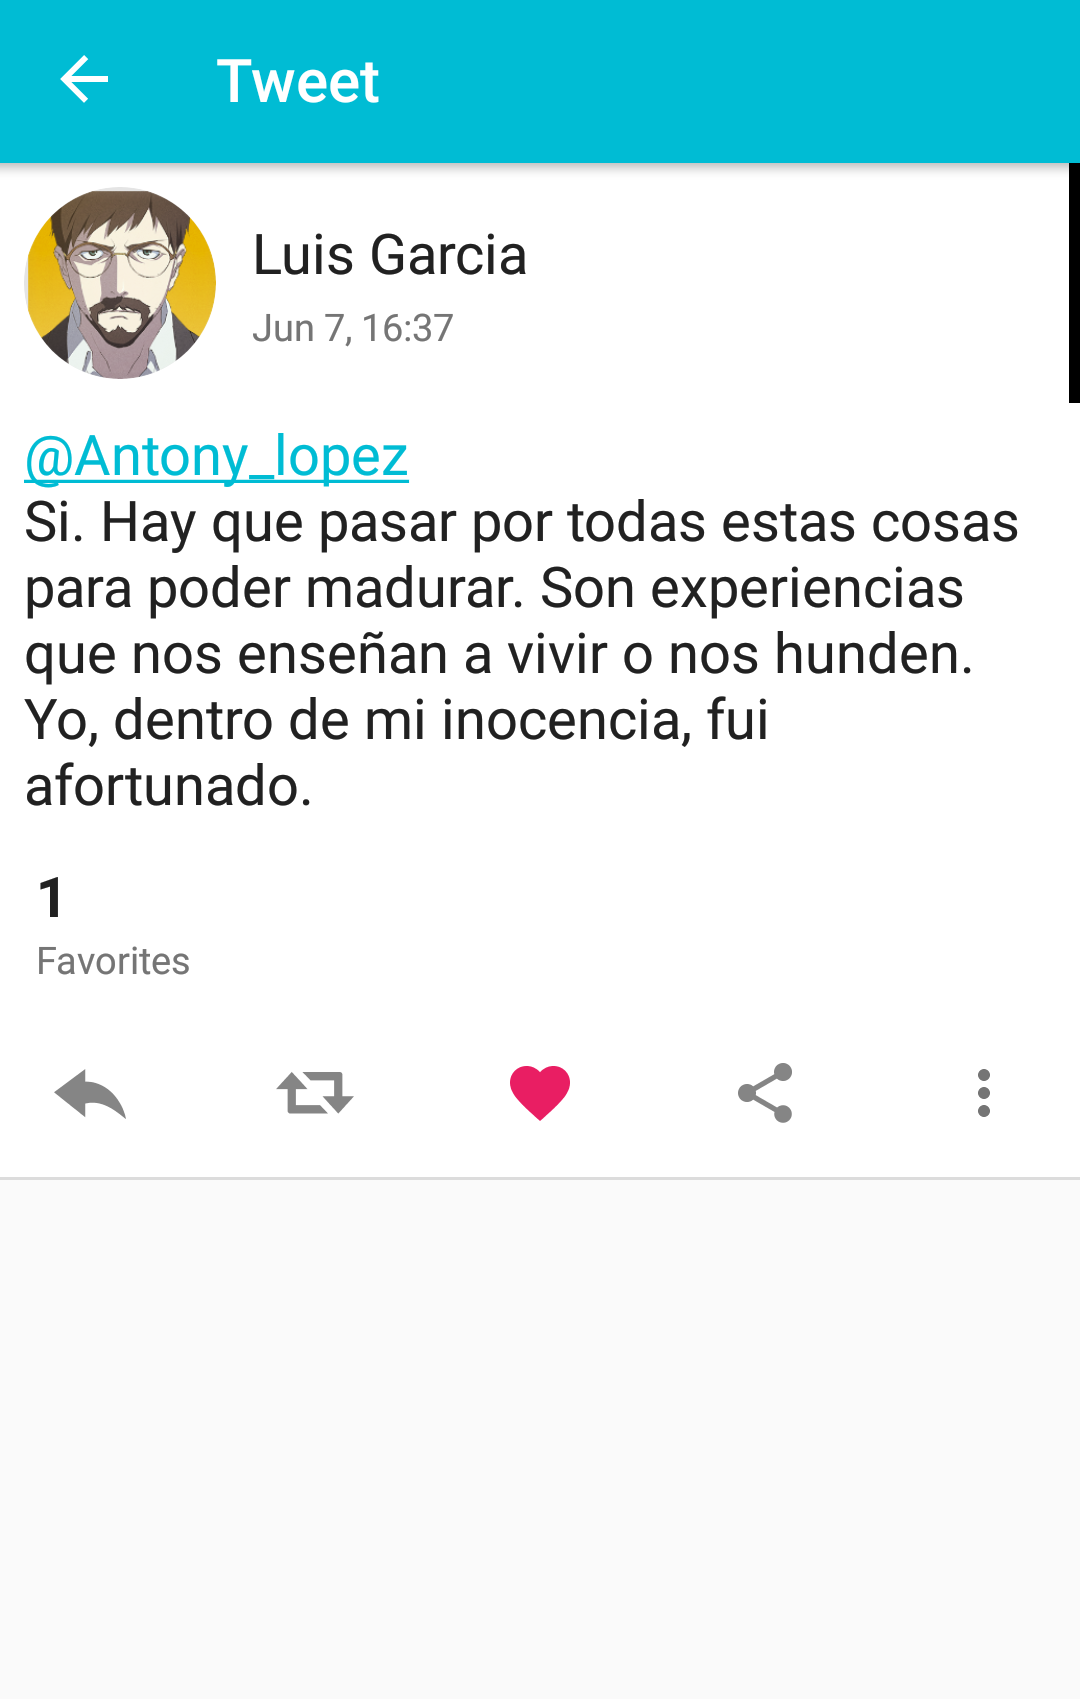 Tweet
Luis Garcia
Jun 7, 16:37
@Antony_lopez
Si. Hay que pasar por todas estas cosas
para poder madurar. Son experiencias
que nos enseñan a vivir o nos hunden.
Yo, dentro de mi inocencia, fui
afortunado.
1
Favorites